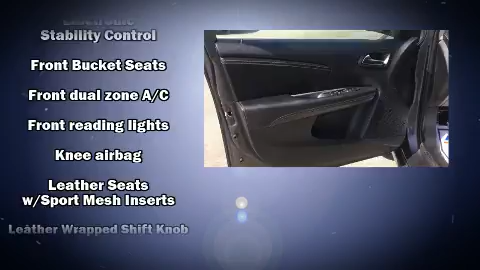 Electronic
Stability Control
Front Bucket Seats
Front dual zone A/C
Front reading lights
Knee airbag
Leather Seats
w/Sport Mesh Inserts
Leather Wrapped Shift Knob